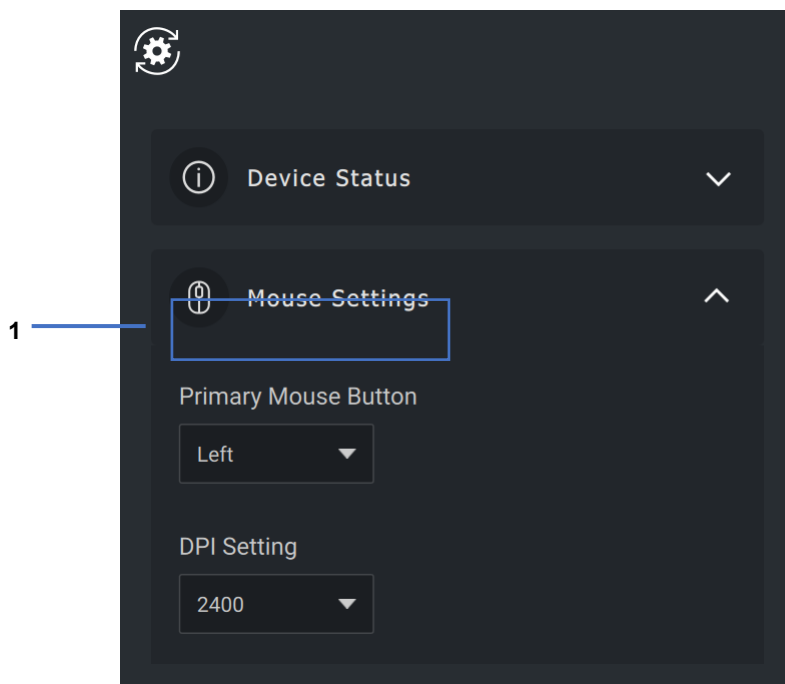 Device Status
Mouse Settings
1
Primary Mouse Button
Left
DPI Setting
2400